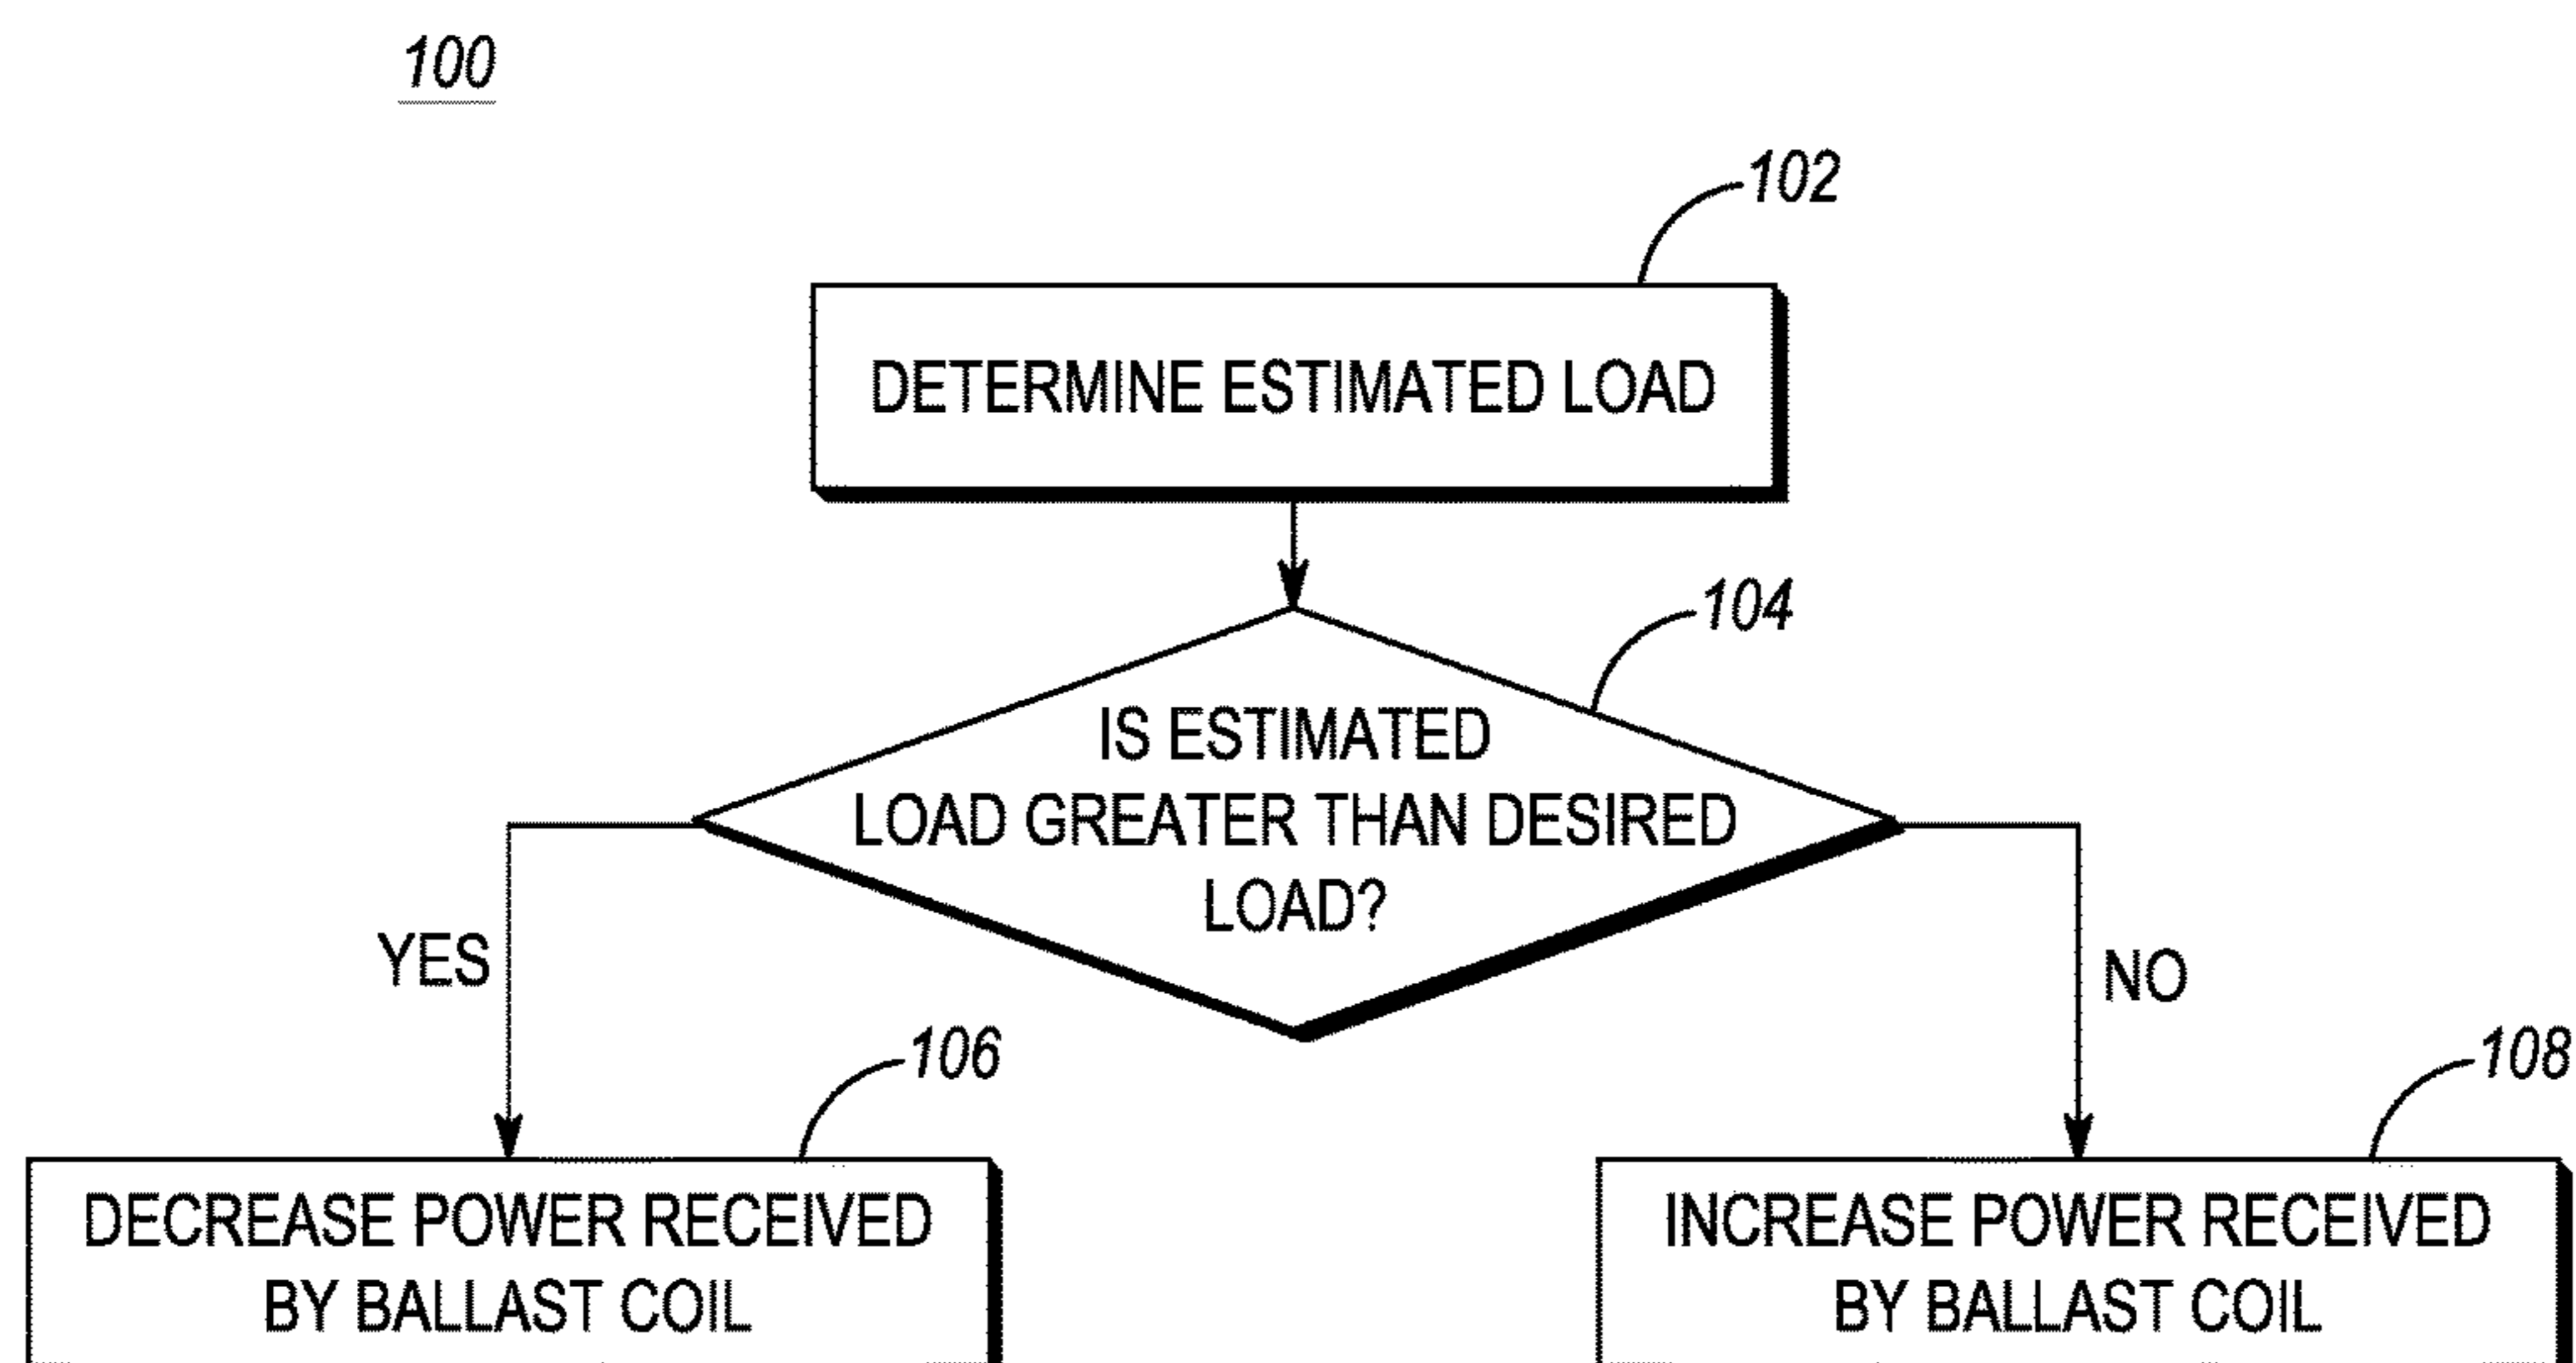 100
102
DETERMINE ESTIMATED LOAD
104
IS ESTIMATED
LOAD GREATER THAN DESIRED
LOAD?
YES
NO
106
108
DECREASE POWER RECEIVED
BY BALLAST COIL
INCREASE POWER RECEIVED
BY BALLAST COIL